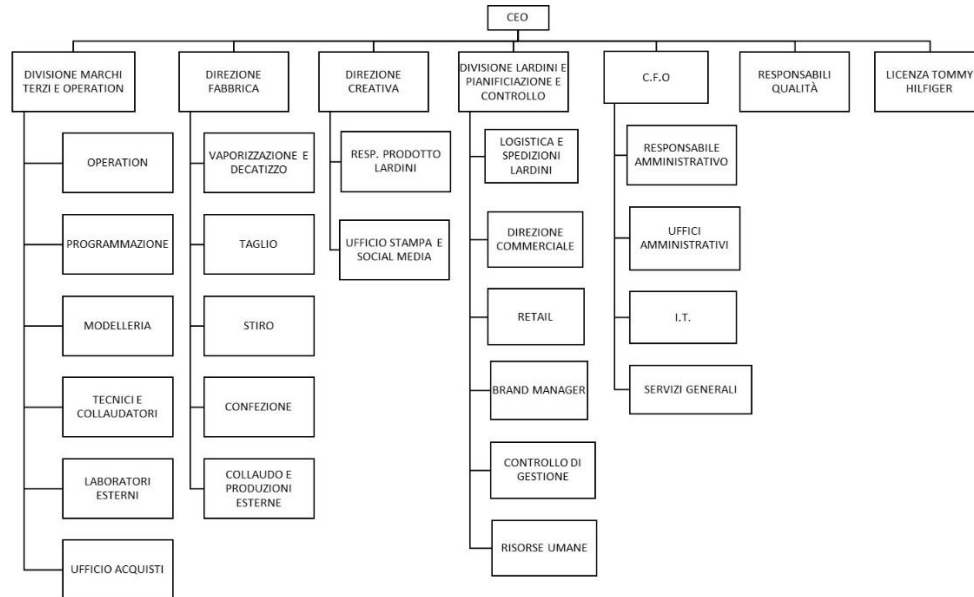 CEO
DIVISIONE MARCHI
TERZI E OPERATION
DIREZIONE
FABBRICA
DIREZIONE
CREATIVA
DIVISIONE LARDINI E
PIANIFICIAZIONE E
CONTROLLO
C.F.O
RESPONSABILI
QUALITÀ
LICENZA TOMMY
HILFIGER
OPERATION
PROGRAMMAZIONE
MODELLERIA
TECNICI E
COLLAUDATORI
LABORATORI
ESTERNI
UFFICIO ACQUISTI
VAPORIZZAZIONE E
DECATIZZO
TAGLIO
STIRO
CONFEZIONE
COLLAUDO E
PRODUZIONI
ESTERNE
RESP. PRODOTTO
LARDINI
UFFICIO STAMPA E
SOCIAL MEDIA
LOGISTICA E
SPEDIZIONI
LARDINI
DIREZIONE
COMMERCIALE
RETAIL
BRAND MANAGER
CONTROLLO DI
GESTIONE
RISORSE UMANE
RESPONSABILE
AMMINISTRATIVO
UFFICI
AMMINISTRATIVI
I.T.
SERVIZI GENERALI